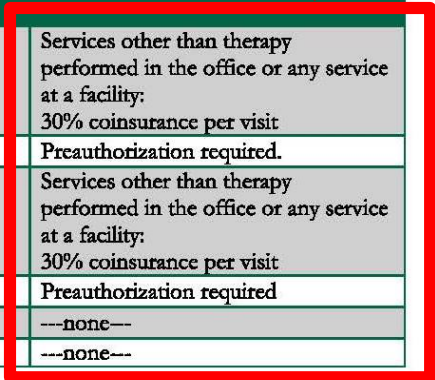 Services other than therapy
performed in the office or any service
at a facility:
30% coinsurance per visit
Preauthorization required.
Services other than therapy
performed in the office or any service
at a facility:
30% coinsurance per visit
Preauthorization required
---none---
---none---